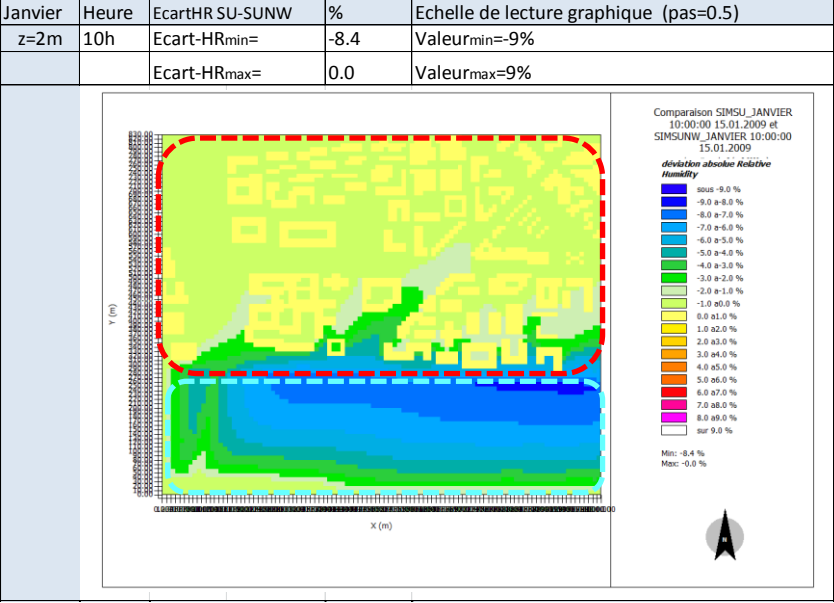 Janvier Heure EcartHR SU-SUNW % Echelle de lecture graphique (pas=0.5)
z=2m 10h Ecart-HRmin= -8.4 Valeurmin=-9%
Ecart-HRmax= 0.0 Valeurmax=9%
Comparaison SIMSU_JANVIER
10:00:00 15.01.2009 et
SIMSUNW_JANVIER 10:00:00
15.01.2009
déviation absolue Relative
Humidity
sous -9.0 %
-9.0 a-8.0 %
-8.0 a-7.0 %
-7.0 a-6.0 %
-6.0 a-5.0 %
-5.0 a-4.0 %
-4.0 a-3.0 %
-3.0 a-2.0 %
-2.0 a-1.0 %
-1.0 a0.0 %
0.0 a1.0 %
1.0 a2.0 %
2.0 a3.0 %
3.0 a4.0 %
4.0 a5.0 %
5.0 a6.0 %
6.0 a7.0 %
7.0 a8.0 %
8.0 a9.0 %
sur 9.0 %
Min: -8.4 %
Max: -0.0 %
Y (m)
X (m)
N